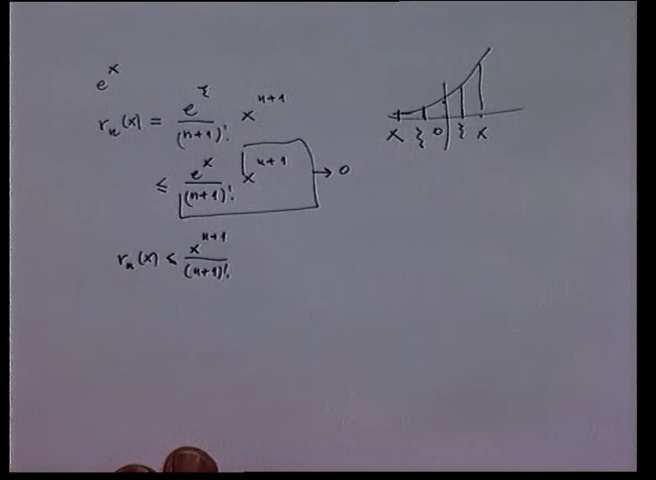 e^x
r_n(x) = e^ξ/(n+1)! x^{n+1}
≤ e^x/(n+1)! x^{n+1} → 0
r_n(x) ≤ x^{n+1}/(n+1)!
x ξ 0 ξ x